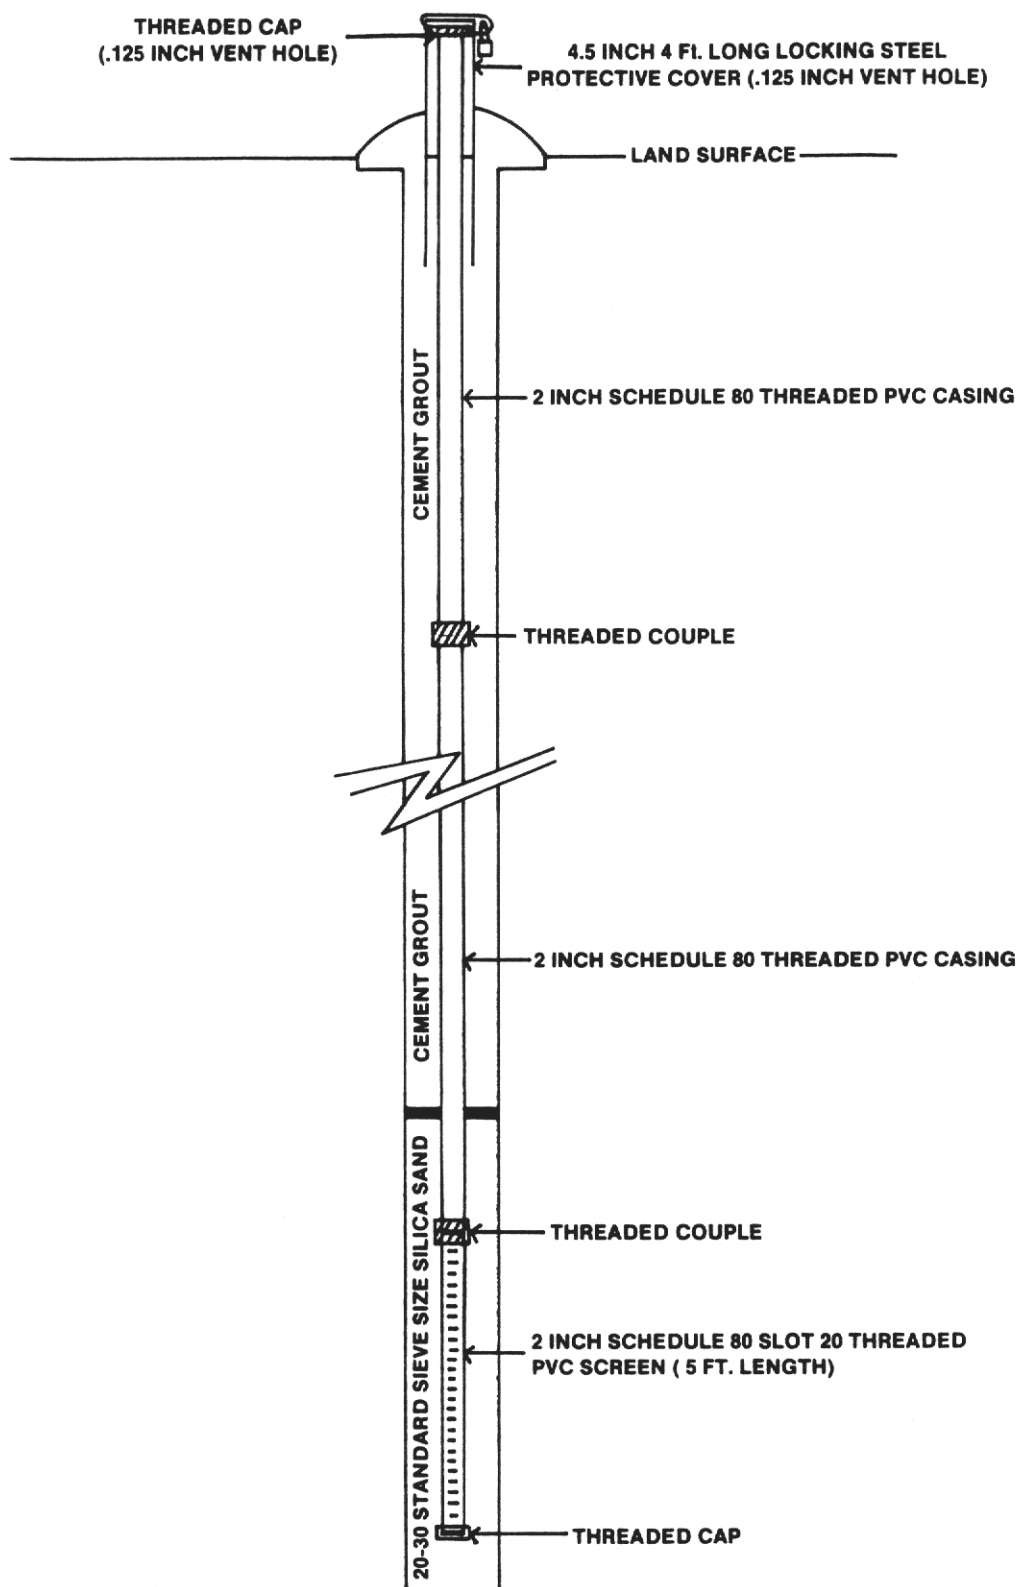 THREADED CAP
(.125 INCH VENT HOLE)
4.5 INCH 4 Ft. LONG LOCKING STEEL
PROTECTIVE COVER (.125 INCH VENT HOLE)
LAND SURFACE
CEMENT GROUT
2 INCH SCHEDULE 80 THREADED PVC CASING
THREADED COUPLE
CEMENT GROUT
2 INCH SCHEDULE 80 THREADED PVC CASING
20-30 STANDARD SIEVE SIZE SILICA SAND
THREADED COUPLE
2 INCH SCHEDULE 80 SLOT 20 THREADED
PVC SCREEN ( 5 FT. LENGTH)
THREADED CAP